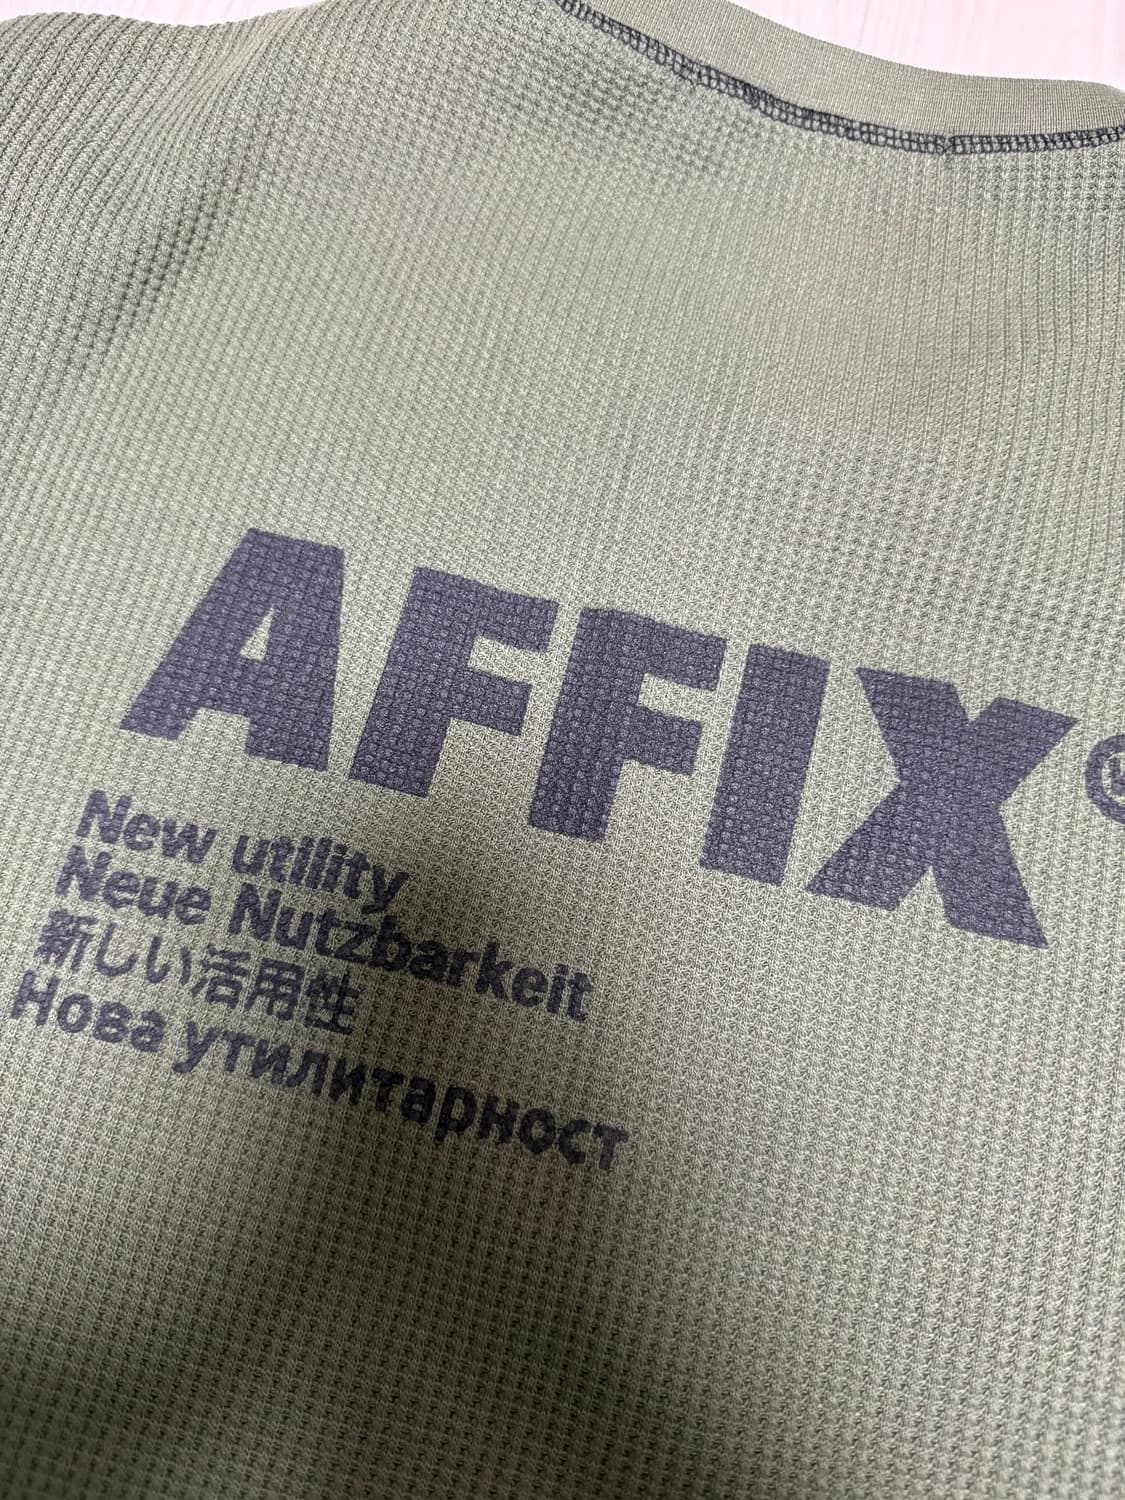 AFFIX
New utility
Neue Nutzbarkeit
新しい活用性
Нова утилитарност